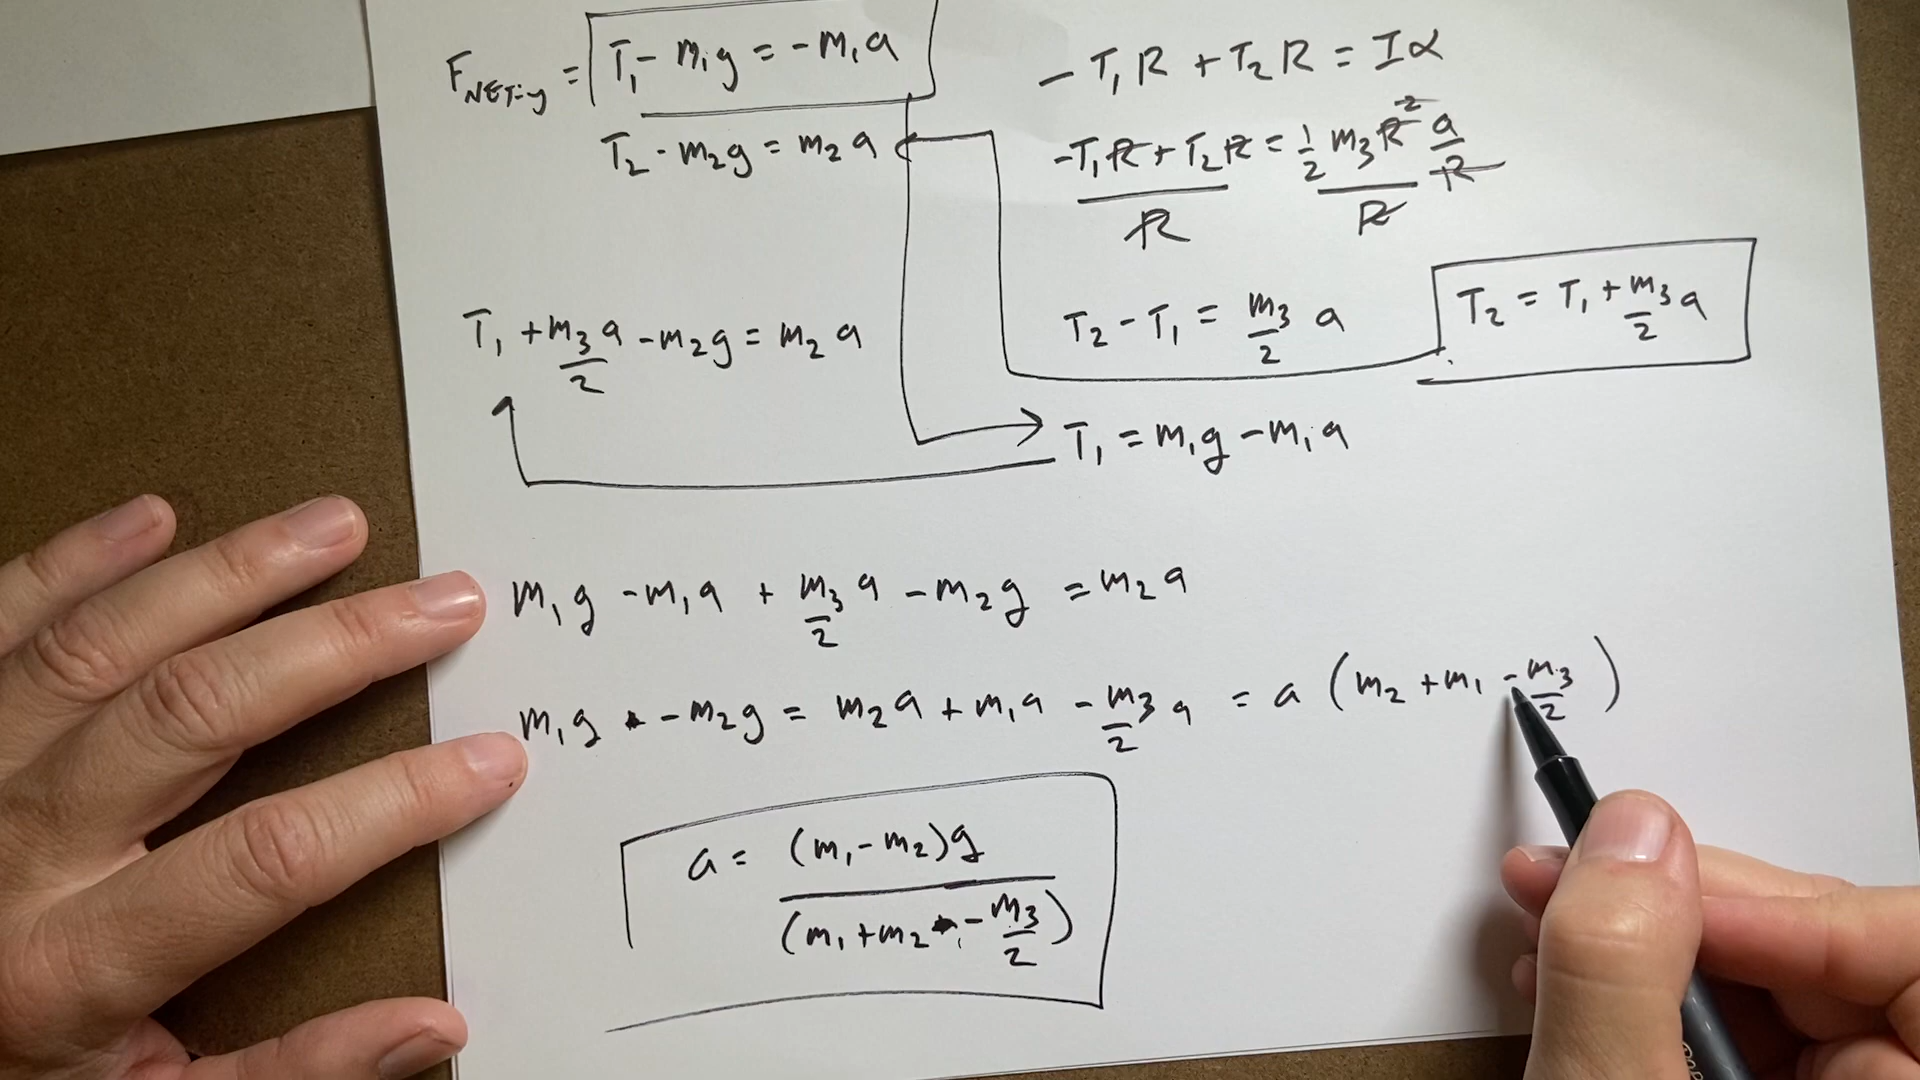 F_NET-y = T₁ - m₁g = -m₁a
T₂ - m₂g = m₂a
-T₁R + T₂R = Iα
(-T₁R + T₂R)/R = (½ m₃R² a/R)/R
T₂ - T₁ = m₃/2 a
T₂ = T₁ + m₃/2 a
T₁ + m₃/2 a - m₂g = m₂a
T₁ = m₁g - m₁a
m₁g - m₁a + m₃/2 a - m₂g = m₂a
m₁g - m₂g = m₂a + m₁a - m₃/2 a = a (m₂ + m₁ - m₃/2)
a = (m₁ - m₂)g / (m₁ + m₂ - m₃/2)